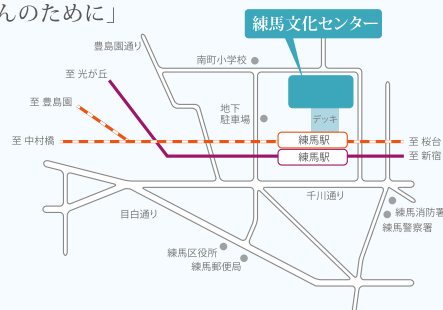 んのために」
練馬文化センター
豊島園通り
南町小学校
至 光が丘
至 豊島園
地下
駐車場
デッキ
至 中村橋
練馬駅
至 桜台
練馬駅
至 新宿
千川通り
目白通り
練馬消防署
練馬警察署
練馬区役所
練馬郵便局